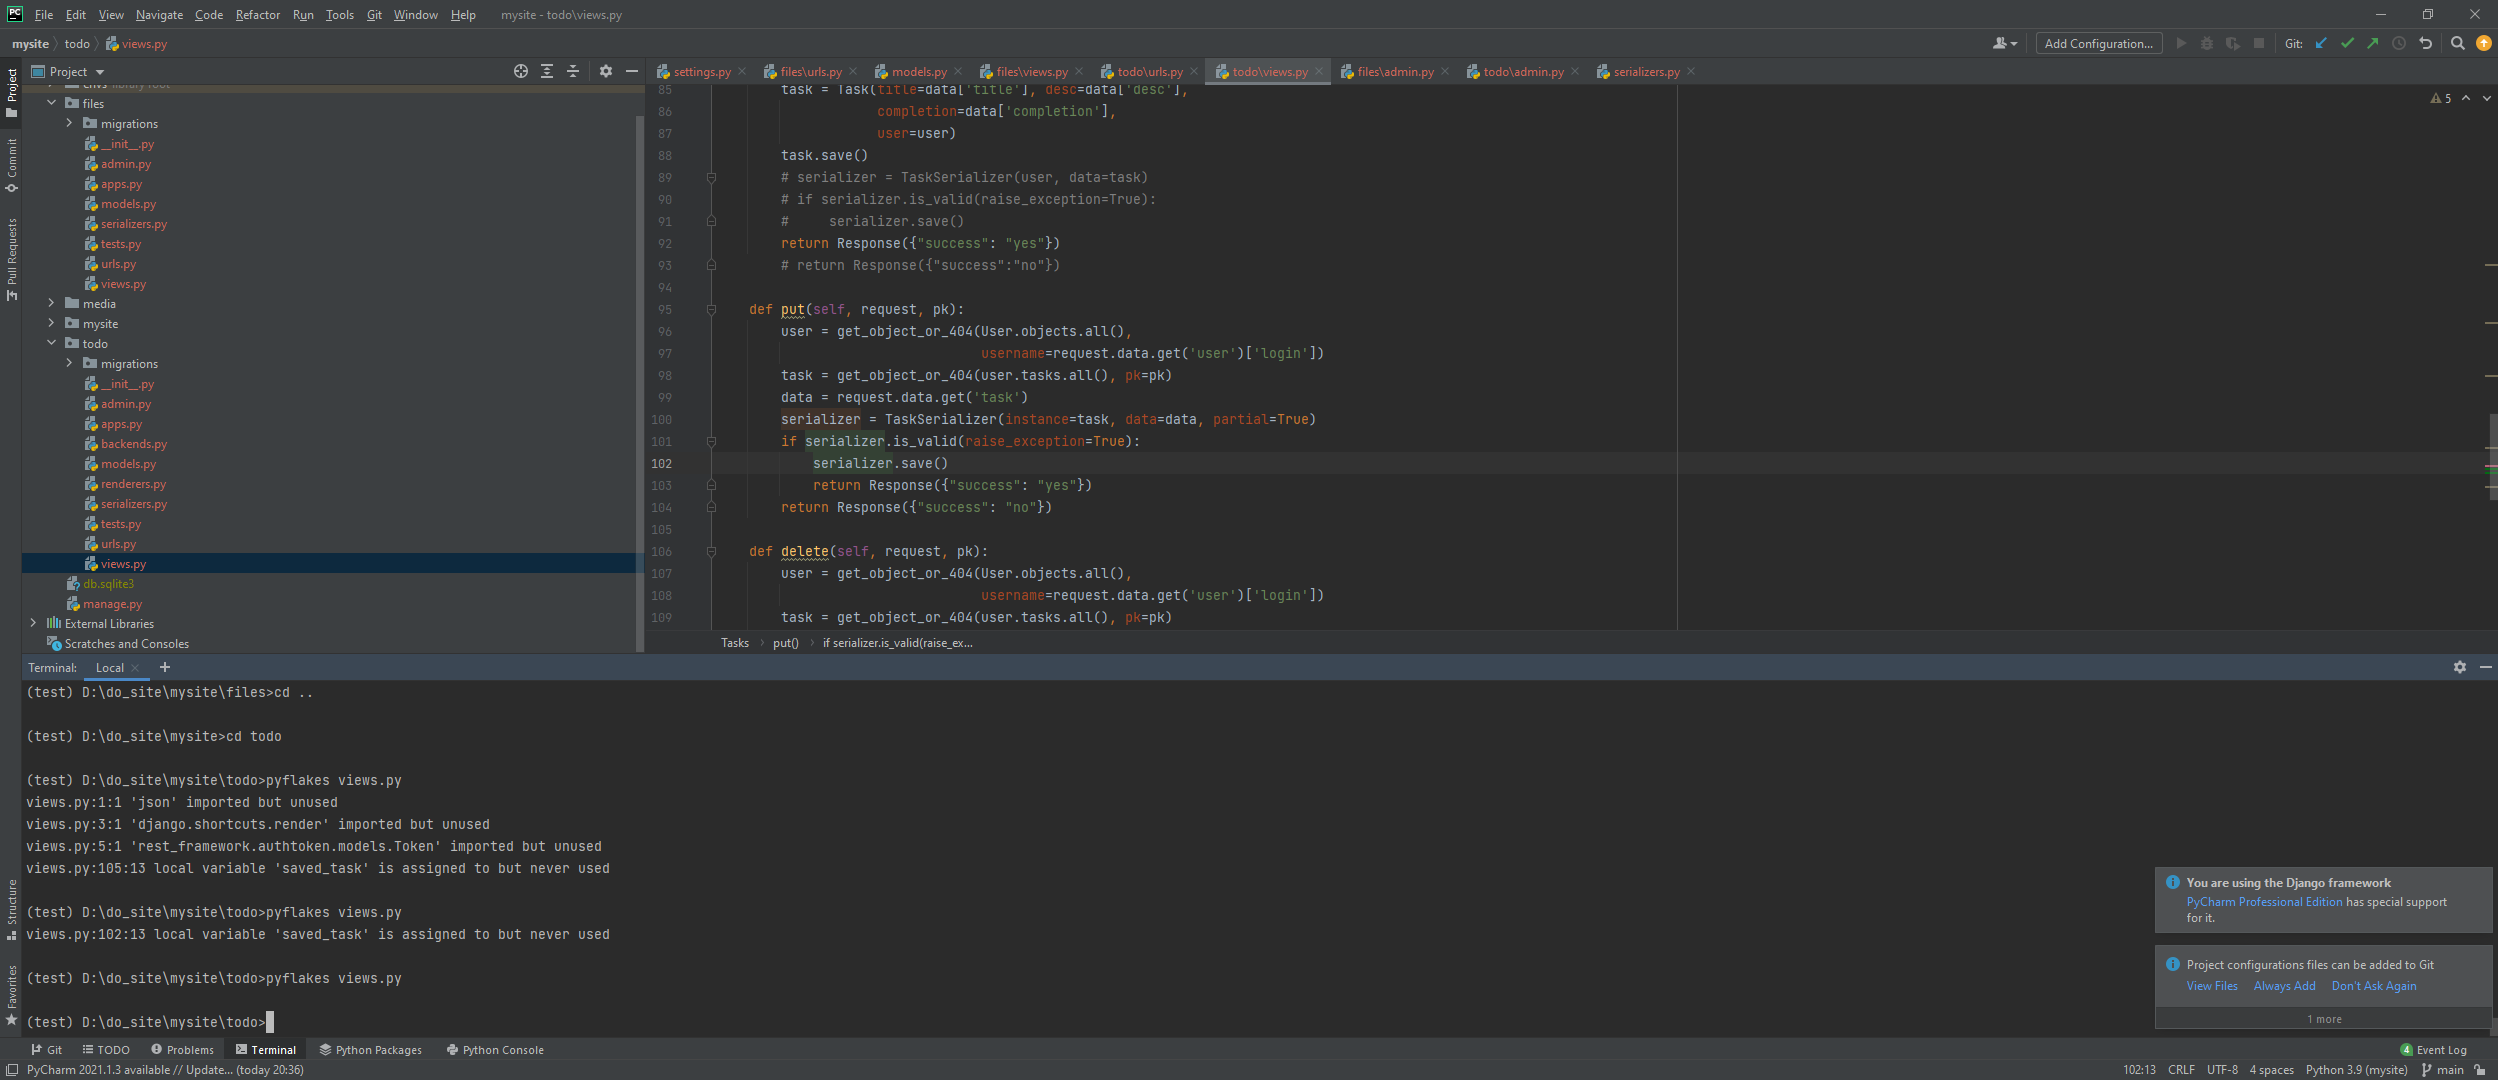 PC File Edit View Navigate Code Refactor Run Tools Git Window Help mysite - todo\views.py
mysite todo views.py Add Configuration... Git:
Project
settings.py files\urls.py models.py files\views.py todo\urls.py todo\views.py files\admin.py todo\admin.py serializers.py
library root
files
migrations
__init__.py
admin.py
apps.py
models.py
serializers.py
tests.py
urls.py
views.py
media
mysite
todo
migrations
__init__.py
admin.py
apps.py
backends.py
models.py
renderers.py
serializers.py
tests.py
urls.py
views.py
db.sqlite3
manage.py
External Libraries
Scratches and Consoles
Project
Commit
Pull Requests
Structure
Favorites
5
85 task = Task(title=data['title'], desc=data['desc'],
86 completion=data['completion'],
87 user=user)
88 task.save()
89 # serializer = TaskSerializer(user, data=task)
90 # if serializer.is_valid(raise_exception=True):
91 #     serializer.save()
92 return Response({"success": "yes"})
93 # return Response({"success":"no"})
94
95 def put(self, request, pk):
96 user = get_object_or_404(User.objects.all(),
97 username=request.data.get('user')['login'])
98 task = get_object_or_404(user.tasks.all(), pk=pk)
99 data = request.data.get('task')
100 serializer = TaskSerializer(instance=task, data=data, partial=True)
101 if serializer.is_valid(raise_exception=True):
102 serializer.save()
103 return Response({"success": "yes"})
104 return Response({"success": "no"})
105
106 def delete(self, request, pk):
107 user = get_object_or_404(User.objects.all(),
108 username=request.data.get('user')['login'])
109 task = get_object_or_404(user.tasks.all(), pk=pk)
Tasks put() if serializer.is_valid(raise_ex...
Terminal: Local
(test) D:\do_site\mysite\files>cd ..
(test) D:\do_site\mysite>cd todo
(test) D:\do_site\mysite\todo>pyflakes views.py
views.py:1:1 'json' imported but unused
views.py:3:1 'django.shortcuts.render' imported but unused
views.py:5:1 'rest_framework.authtoken.models.Token' imported but unused
views.py:105:13 local variable 'saved_task' is assigned to but never used
(test) D:\do_site\mysite\todo>pyflakes views.py
views.py:102:13 local variable 'saved_task' is assigned to but never used
(test) D:\do_site\mysite\todo>pyflakes views.py
(test) D:\do_site\mysite\todo>
You are using the Django framework
PyCharm Professional Edition has special support
for it.
Project configurations files can be added to Git
View Files Always Add Don't Ask Again
1 more
Git TODO Problems Terminal Python Packages Python Console 4 Event Log
PyCharm 2021.1.3 available // Update... (today 20:36) 102:13 CRLF UTF-8 4 spaces Python 3.9 (mysite) main